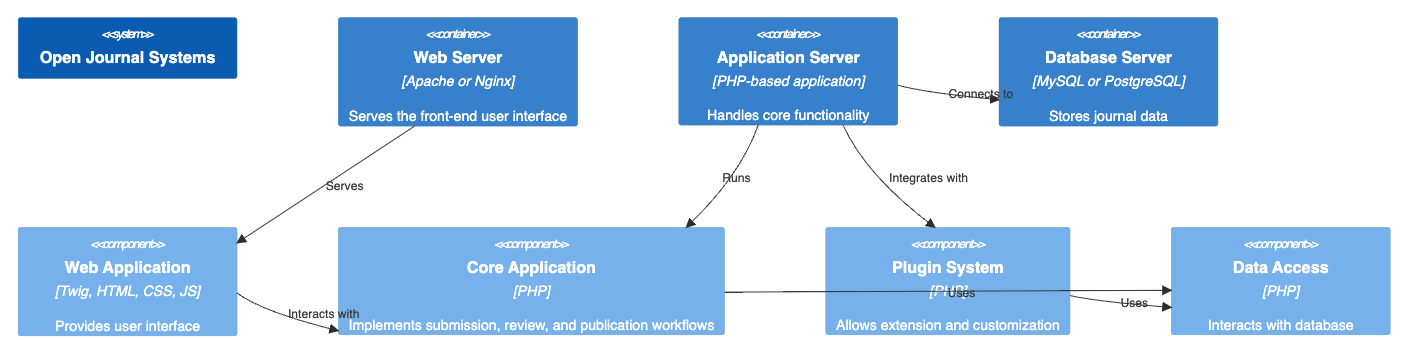 <<system>>
Open Journal Systems
<<container>>
Web Server
[Apache or Nginx]
Serves the front-end user interface
<<container>>
Application Server
[PHP-based application]
Handles core functionality
<<container>>
Database Server
[MySQL or PostgreSQL]
Stores journal data
Connects to
Serves
Runs
Integrates with
<<component>>
Web Application
[Twig, HTML, CSS, JS]
Provides user interface
Interacts with
<<component>>
Core Application
[PHP]
Implements submission, review, and publication workflows
<<component>>
Plugin System
[PHP]
Allows extension and customization
Uses
Uses
<<component>>
Data Access
[PHP]
Interacts with database